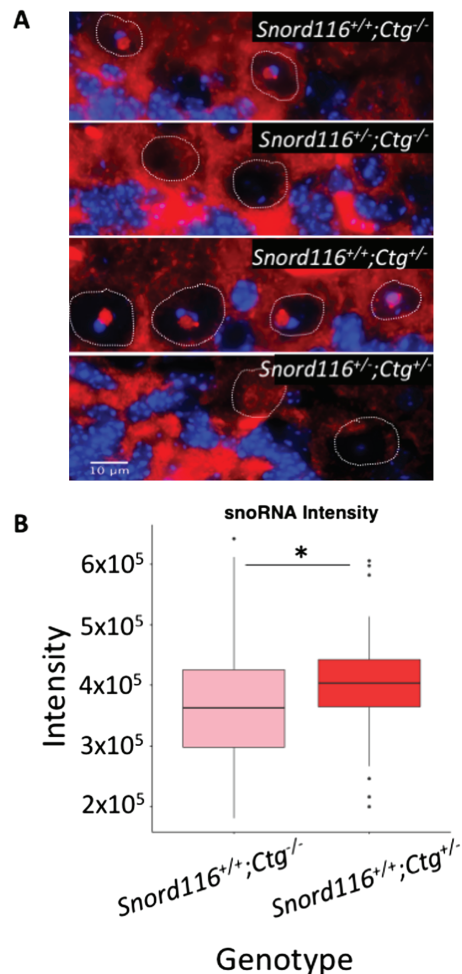 A
Snord116+/+;Ctg-/-
Snord116+/-;Ctg-/-
Snord116+/+;Ctg+/-
Snord116+/-;Ctg+/-
10 µm
B
snoRNA Intensity
*
6x10⁵
5x10⁵
4x10⁵
3x10⁵
2x10⁵
Intensity
Snord116+/+;Ctg-/-
Snord116+/+;Ctg+/-
Genotype